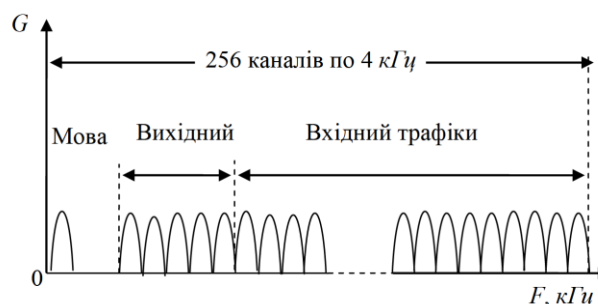 G
256 каналів по 4 кГц
Мова
Вихідний
Вхідний трафіки
0
F, кГц